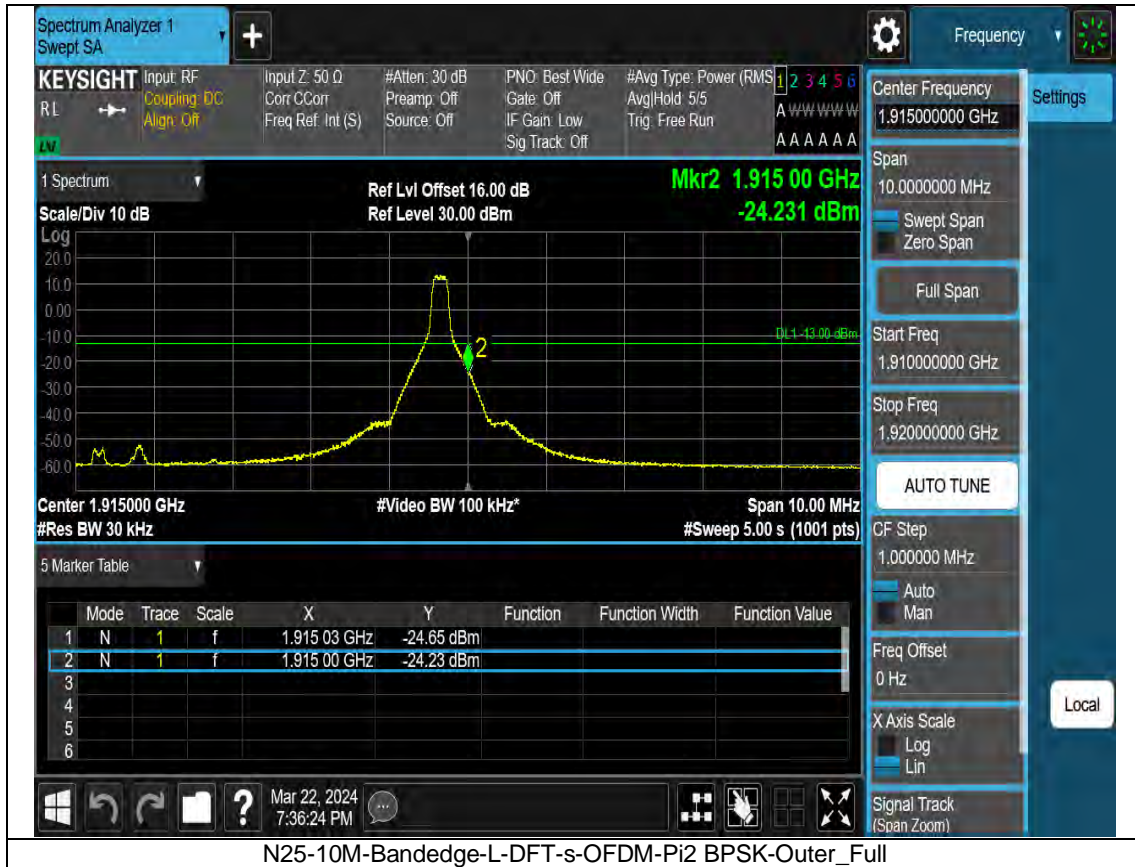 Spectrum Analyzer 1
Swept SA
+
Frequency
KEYSIGHT
RL
Input: RF
Coupling: DC
Align: Off
Input Z: 50 Ω
Corr CCorr
Freq Ref: Int (S)
#Atten: 30 dB
Preamp: Off
Source: Off
PNO: Best Wide
Gate: Off
IF Gain: Low
Sig Track: Off
#Avg Type: Power (RMS
Avg|Hold: 5/5
Trig: Free Run
1 2 3 4 5 6
A W W W W W
A A A A A A
1 Spectrum
Scale/Div 10 dB
Ref Lvl Offset 16.00 dB
Ref Level 30.00 dBm
Mkr2 1.915 00 GHz
-24.231 dBm
Log
20.0
10.0
0.00
-10.0
-20.0
-30.0
-40.0
-50.0
-60.0
DL1 -13.00 dBm
2
Center 1.915000 GHz
#Video BW 100 kHz*
Span 10.00 MHz
#Res BW 30 kHz
#Sweep 5.00 s (1001 pts)
5 Marker Table
Mode Trace Scale X Y Function Function Width Function Value
1 N 1 f 1.915 03 GHz -24.65 dBm
2 N 1 f 1.915 00 GHz -24.23 dBm
3
4
5
6
?
Mar 22, 2024
7:36:24 PM
Center Frequency
1.915000000 GHz
Settings
Span
10.0000000 MHz
Swept Span
Zero Span
Full Span
Start Freq
1.910000000 GHz
Stop Freq
1.920000000 GHz
AUTO TUNE
CF Step
1.000000 MHz
Auto
Man
Freq Offset
0 Hz
Local
X Axis Scale
Log
Lin
Signal Track
(Span Zoom)
N25-10M-Bandedge-L-DFT-s-OFDM-Pi2 BPSK-Outer_Full